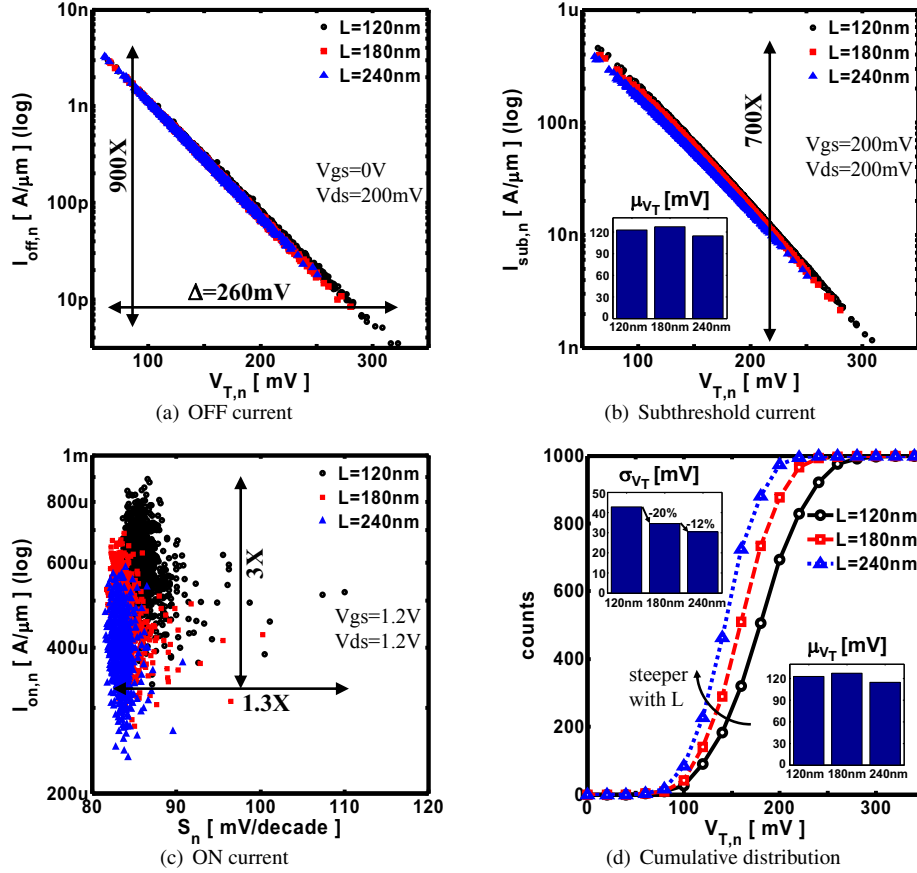 10n
1n
100p
10p
I_off,n [ A/μm ] (log)
L=120nm
L=180nm
L=240nm
900X
Vgs=0V
Vds=200mV
Δ=260mV
100
200
300
V_T,n [ mV ]
(a) OFF current
1u
100n
10n
1n
I_sub,n [ A/μm ] (log)
L=120nm
L=180nm
L=240nm
700X
Vgs=200mV
Vds=200mV
μ_V_T [mV]
120
90
60
30
0
120nm 180nm 240nm
100
200
300
V_T,n [ mV ]
(b) Subthreshold current
1m
800u
600u
400u
200u
I_on,n [ A/μm ] (log)
L=120nm
L=180nm
L=240nm
3X
Vgs=1.2V
Vds=1.2V
1.3X
80
90
100
110
120
S_n [ mV/decade ]
(c) ON current
1000
800
600
400
200
0
counts
σ_V_T [mV]
50
40
30
20
10
0
-20%
-12%
120nm 180nm 240nm
L=120nm
L=180nm
L=240nm
steeper
with L
μ_V_T [mV]
120
90
60
30
0
120nm 180nm 240nm
0
100
200
300
V_T,n [ mV ]
(d) Cumulative distribution